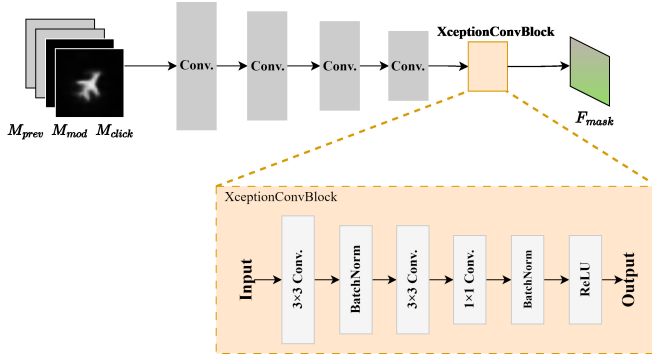 XceptionConvBlock
Conv.
Conv.
Conv.
Conv.
M_prev M_mod M_click
F_mask
XceptionConvBlock
Input
3×3 Conv.
BatchNorm
3×3 Conv.
1×1 Conv.
BatchNorm
ReLU
Output